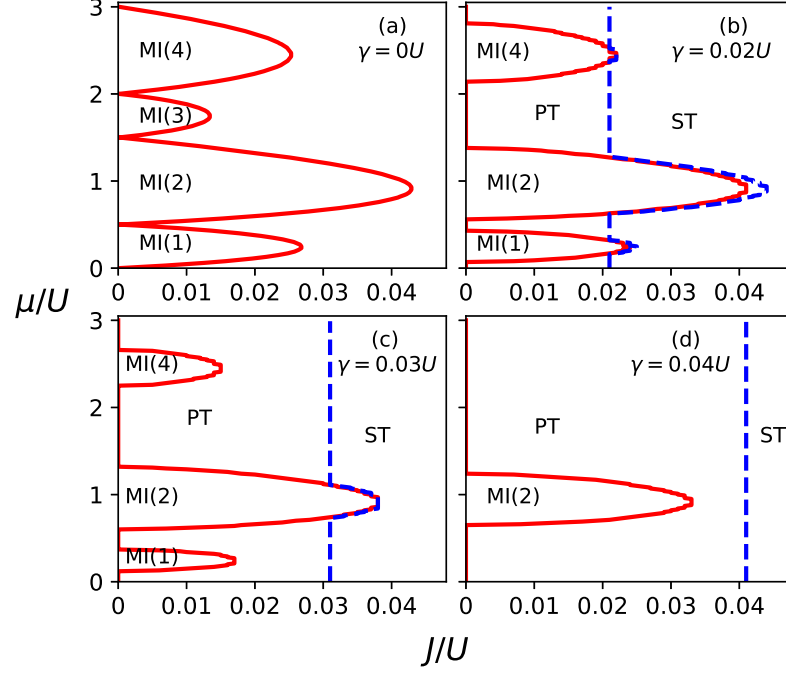 3
2
1
0
(a)
γ = 0U
MI(4)
MI(3)
MI(2)
MI(1)
0
0.01
0.02
0.03
0.04
(b)
γ = 0.02U
MI(4)
PT
ST
MI(2)
MI(1)
0
0.01
0.02
0.03
0.04
μ/U
3
2
1
0
(c)
γ = 0.03U
MI(4)
PT
ST
MI(2)
MI(1)
0
0.01
0.02
0.03
0.04
(d)
γ = 0.04U
PT
ST
MI(2)
0
0.01
0.02
0.03
0.04
J/U